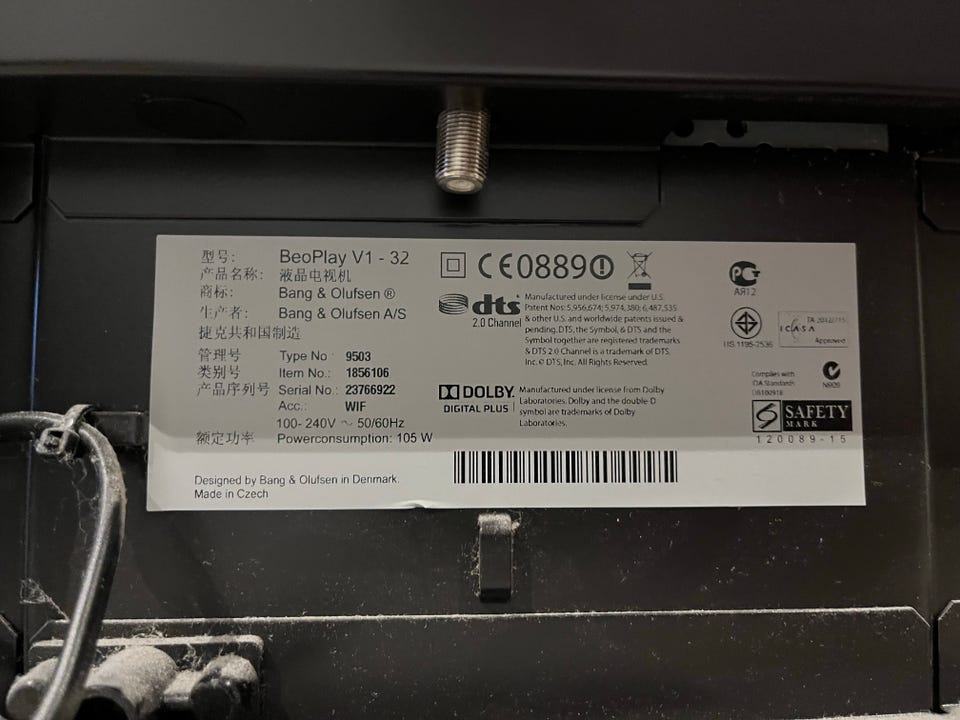 型号: BeoPlay V1 - 32
产品名称: 液晶电视机
商标: Bang & Olufsen ®
生产者: Bang & Olufsen A/S
捷克共和国制造
管理号 Type No : 9503
类别号 Item No.: 1856106
产品序列号 Serial No.: 23766922
Acc.: WIF
100- 240V ~ 50/60Hz
额定功率 Powerconsumption: 105 W
Designed by Bang & Olufsen in Denmark.
Made in Czech
CE0889
dts
2.0 Channel
Manufactured under license under U.S.
Patent Nos: 5,956,674; 5,974,380; 6,487,535
& other U.S. and worldwide patents issued &
pending. DTS, the Symbol, & DTS and the
Symbol together are registered trademarks
& DTS 2.0 Channel is a trademark of DTS,
Inc. © DTS, Inc. All Rights Reserved.
DOLBY
DIGITAL PLUS
Manufactured under license from Dolby
Laboratories. Dolby and the double-D
symbol are trademarks of Dolby
Laboratories.
АЯ12
1195-2536
ICASA
Approved
Complies with
IDA Standards
DB100918
N809
SAFETY
MARK
120089-15